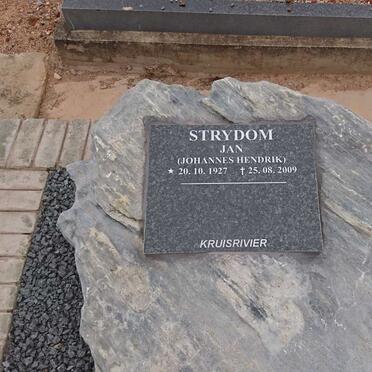 STRYDOM
JAN
(JOHANNES HENDRIK)
★ 20. 10. 1927 † 25. 08. 2009
KRUISRIVIER